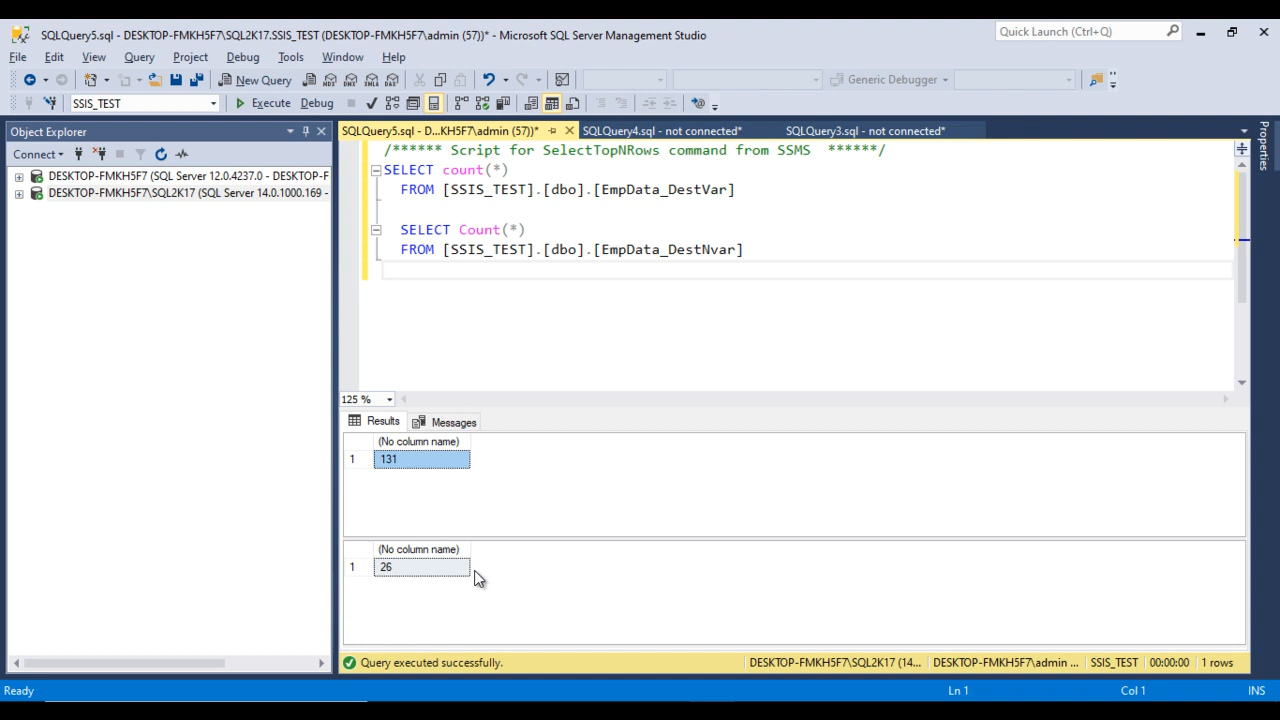 SQLQuery5.sql - DESKTOP-FMKH5F7\SQL2K17.SSIS_TEST (DESKTOP-FMKH5F7\admin (57))* - Microsoft SQL Server Management Studio
Quick Launch (Ctrl+Q)
File Edit View Query Project Debug Tools Window Help
New Query
Generic Debugger
SSIS_TEST
Execute Debug
Object Explorer
SQLQuery5.sql - D...KH5F7\admin (57))*
SQLQuery4.sql - not connected*
SQLQuery3.sql - not connected*
Properties
Connect
DESKTOP-FMKH5F7 (SQL Server 12.0.4237.0 - DESKTOP-F
DESKTOP-FMKH5F7\SQL2K17 (SQL Server 14.0.1000.169 -
/****** Script for SelectTopNRows command from SSMS  ******/
SELECT count(*)
FROM [SSIS_TEST].[dbo].[EmpData_DestVar]
SELECT Count(*)
FROM [SSIS_TEST].[dbo].[EmpData_DestNvar]
125 %
Results Messages
(No column name)
1 131
(No column name)
1 26
Query executed successfully.
DESKTOP-FMKH5F7\SQL2K17 (14... DESKTOP-FMKH5F7\admin ... SSIS_TEST 00:00:00 1 rows
Ready Ln 1 Col 1 INS